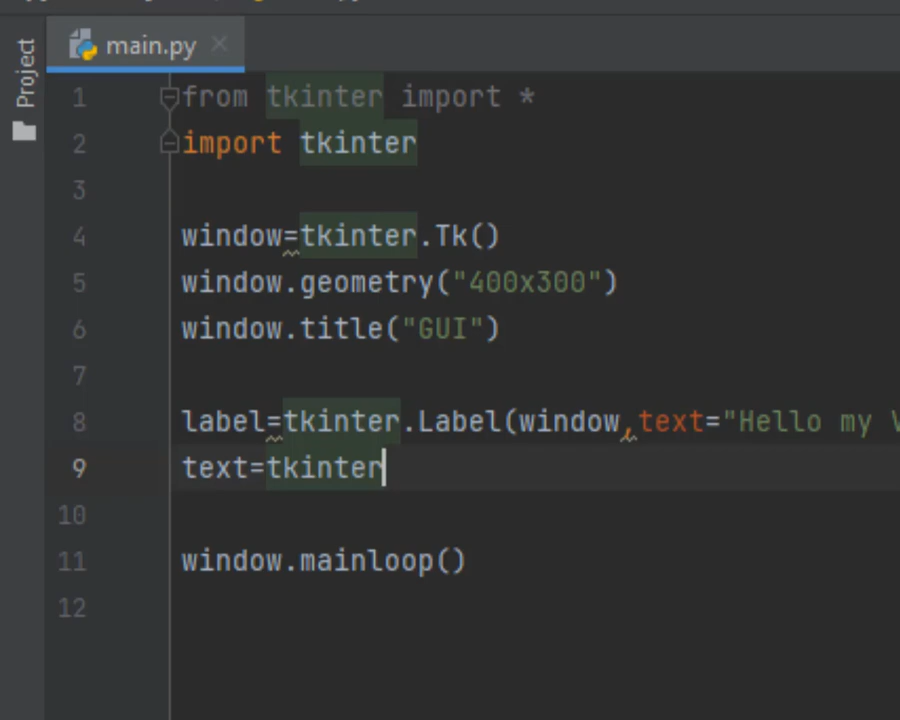 Project
main.py
1 from tkinter import *
2 import tkinter
3
4 window=tkinter.Tk()
5 window.geometry("400x300")
6 window.title("GUI")
7
8 label=tkinter.Label(window,text="Hello my
9 text=tkinter
10
11 window.mainloop()
12